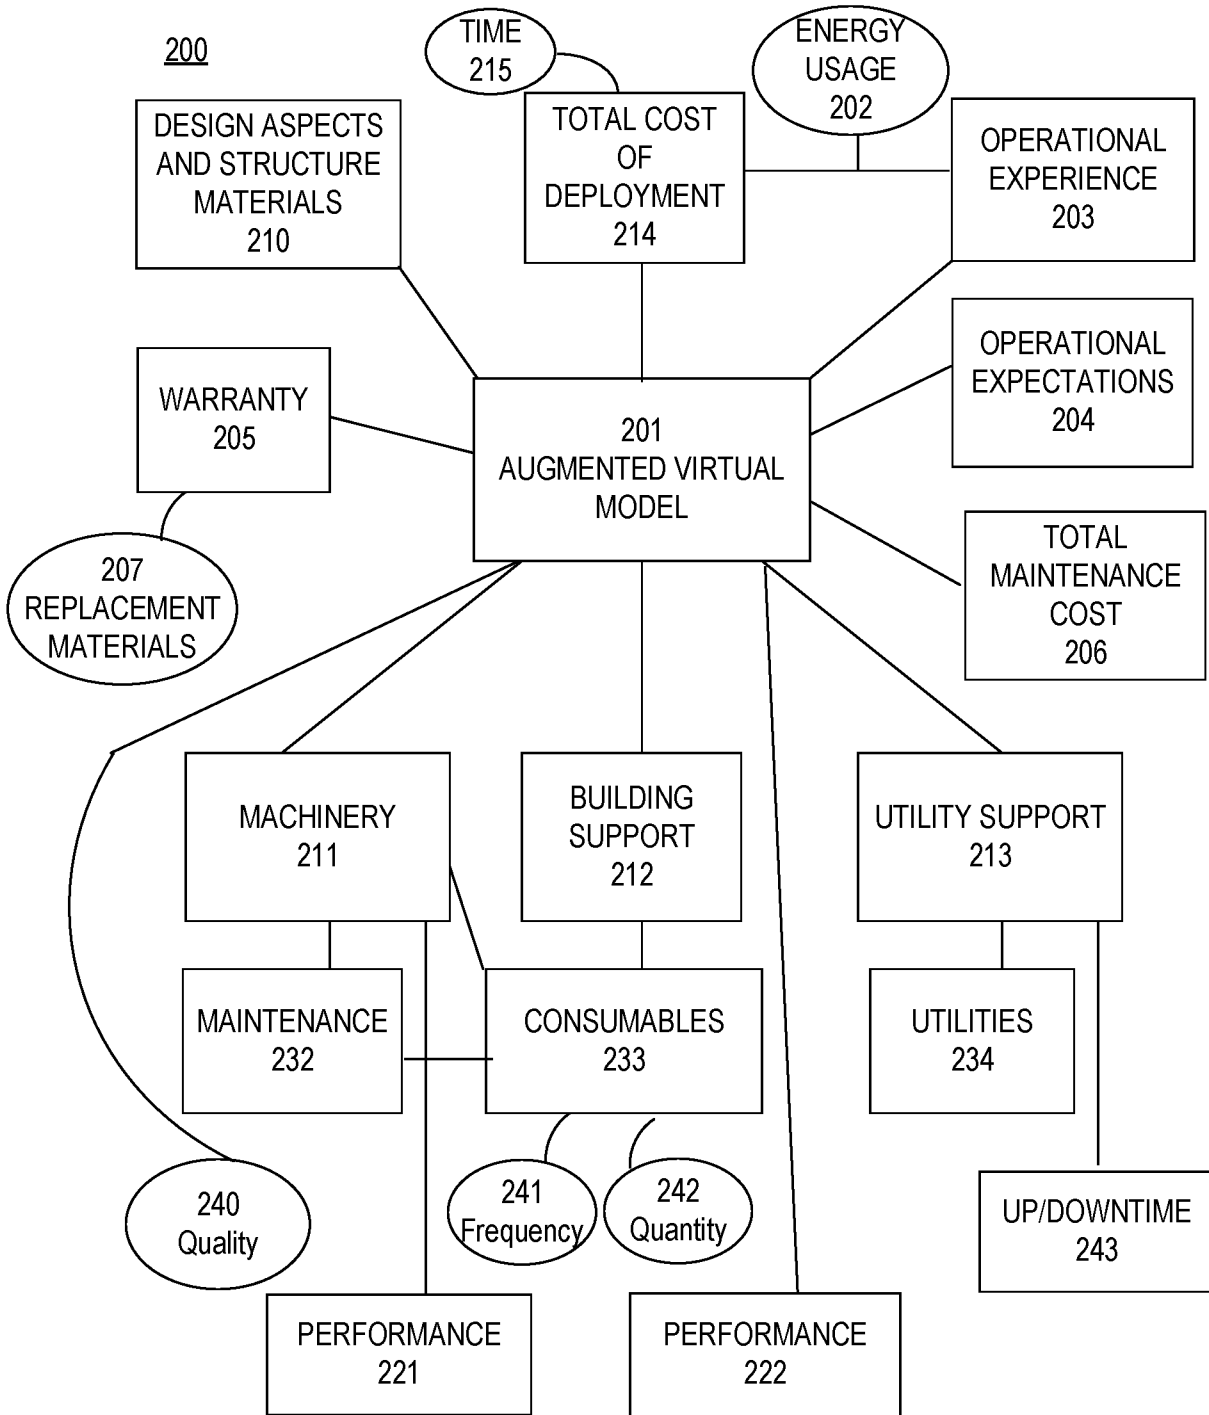 200
TIME
215
ENERGY
USAGE
202
DESIGN ASPECTS
AND STRUCTURE
MATERIALS
210
TOTAL COST
OF
DEPLOYMENT
214
OPERATIONAL
EXPERIENCE
203
WARRANTY
205
201
AUGMENTED VIRTUAL
MODEL
OPERATIONAL
EXPECTATIONS
204
207
REPLACEMENT
MATERIALS
TOTAL
MAINTENANCE
COST
206
MACHINERY
211
BUILDING
SUPPORT
212
UTILITY SUPPORT
213
MAINTENANCE
232
CONSUMABLES
233
UTILITIES
234
240
Quality
241
Frequency
242
Quantity
UP/DOWNTIME
243
PERFORMANCE
221
PERFORMANCE
222